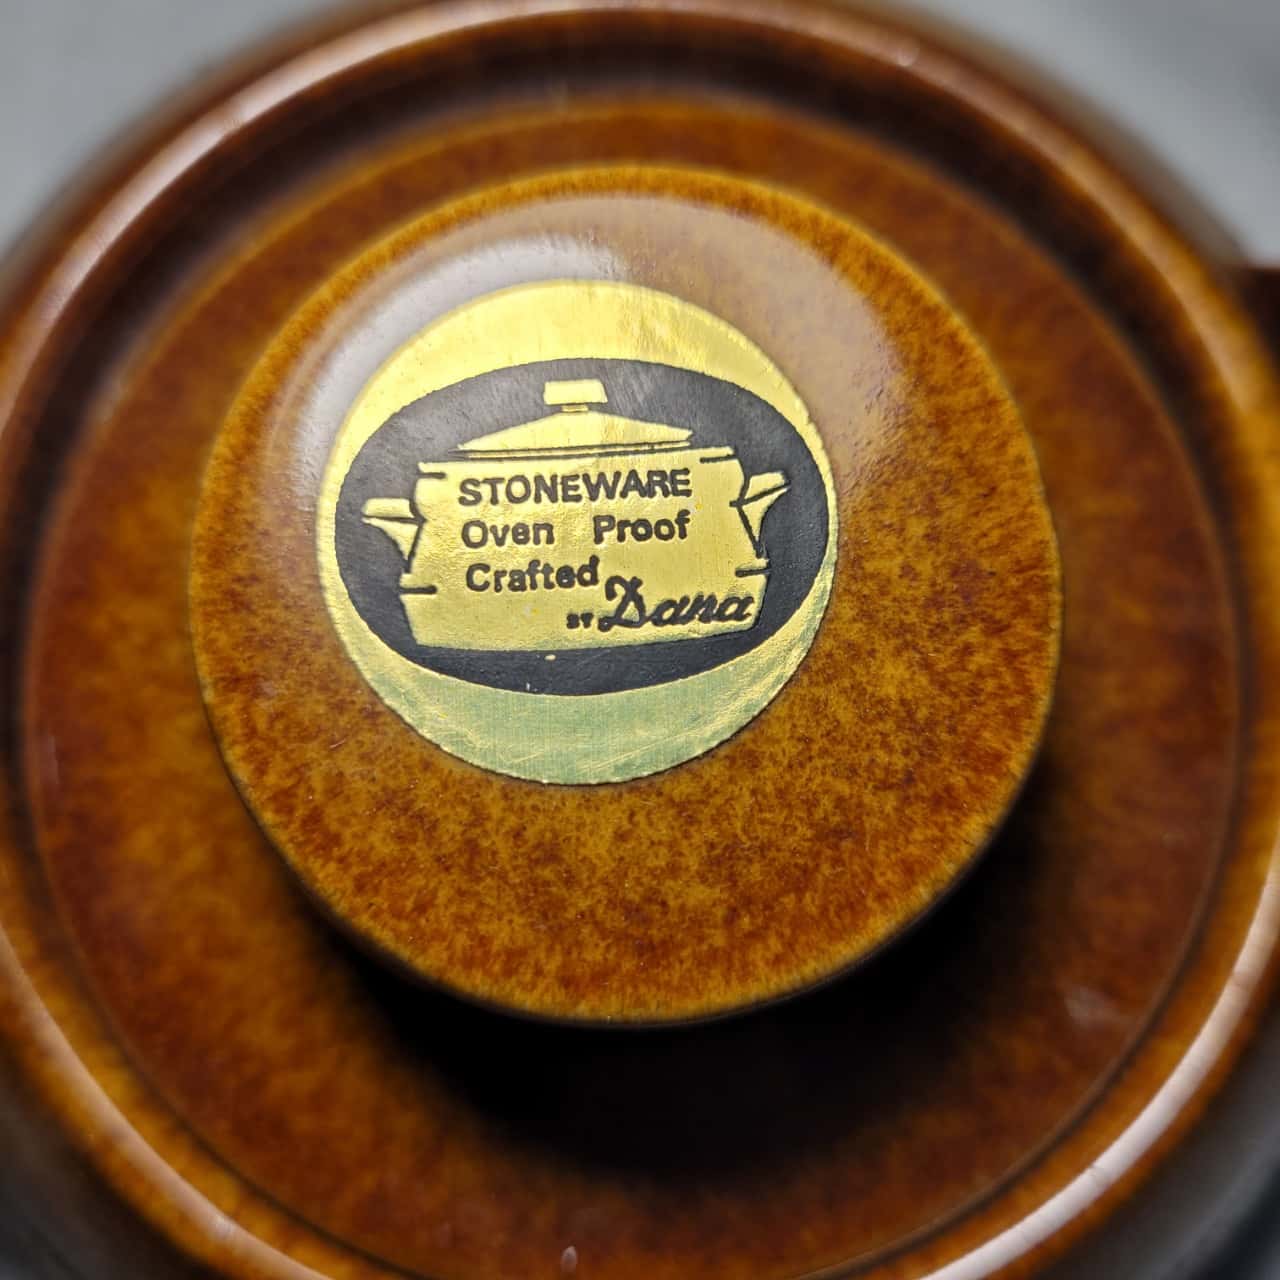 STONEWARE
Oven Proof
Crafted
BY Dana